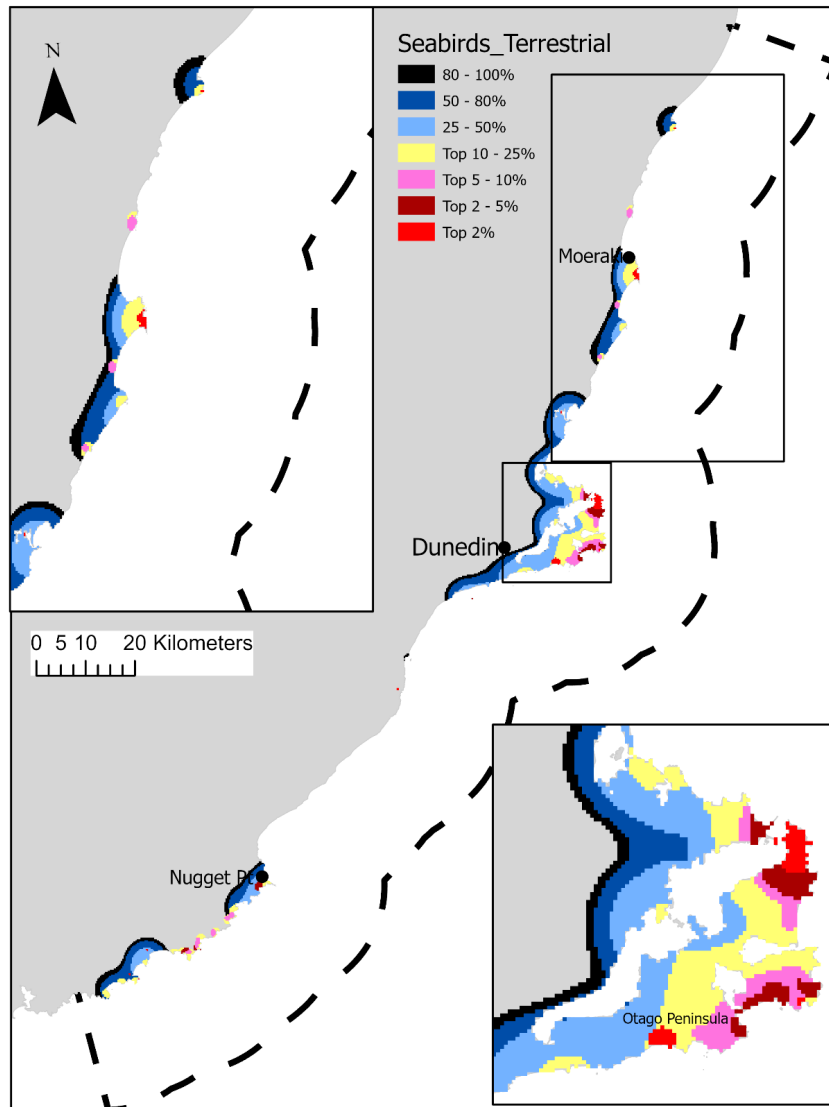 N
Seabirds_Terrestrial
80 - 100%
50 - 80%
25 - 50%
Top 10 - 25%
Top 5 - 10%
Top 2 - 5%
Top 2%
Moeraki
Dunedin
0 5 10 20 Kilometers
Nugget Pt
Otago Peninsula